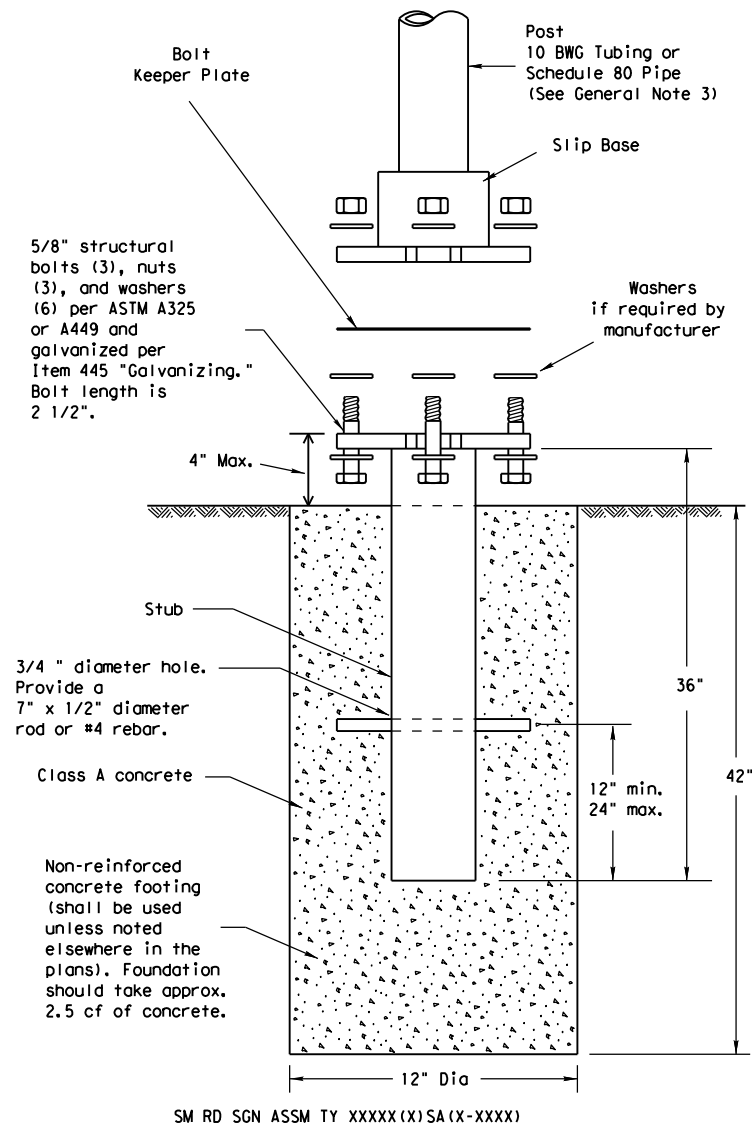 Bolt
Keeper Plate
Post
10 BWG Tubing or
Schedule 80 Pipe
(See General Note 3)
Slip Base
5/8" structural
bolts (3), nuts
(3), and washers
(6) per ASTM A325
or A449 and
galvanized per
Item 445 "Galvanizing."
Bolt length is
2 1/2".
Washers
if required by
manufacturer
4" Max.
Stub
3/4 " diameter hole.
Provide a
7" x 1/2" diameter
rod or #4 rebar.
36"
Class A concrete
12" min.
24" max.
42"
Non-reinforced
concrete footing
(shall be used
unless noted
elsewhere in the
plans). Foundation
should take approx.
2.5 cf of concrete.
12" Dia
SM RD SGN ASSM TY XXXXX(X)SA(X-XXXX)